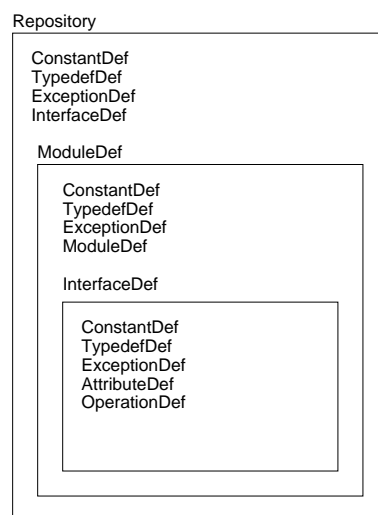 Repository
ConstantDef
TypedefDef
ExceptionDef
InterfaceDef
ModuleDef
ConstantDef
TypedefDef
ExceptionDef
ModuleDef
InterfaceDef
ConstantDef
TypedefDef
ExceptionDef
AttributeDef
OperationDef